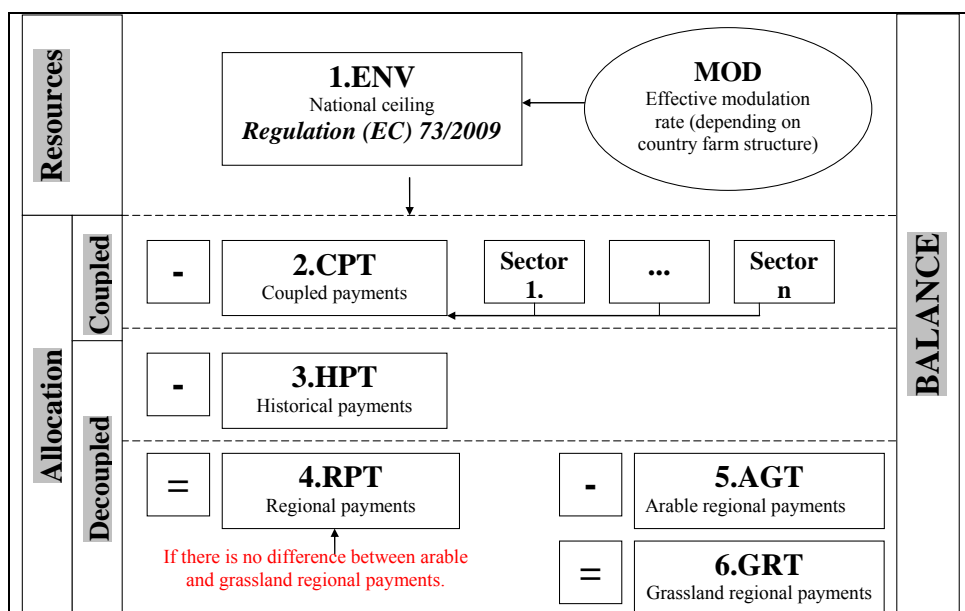 Resources
1.ENV
National ceiling
Regulation (EC) 73/2009
MOD
Effective modulation
rate (depending on
country farm structure)
BALANCE
Allocation
Coupled
-
2.CPT
Coupled payments
Sector
1.
...
Sector
n
Decoupled
-
3.HPT
Historical payments
=
4.RPT
Regional payments
-
5.AGT
Arable regional payments
If there is no difference between arable
and grassland regional payments.
=
6.GRT
Grassland regional payments